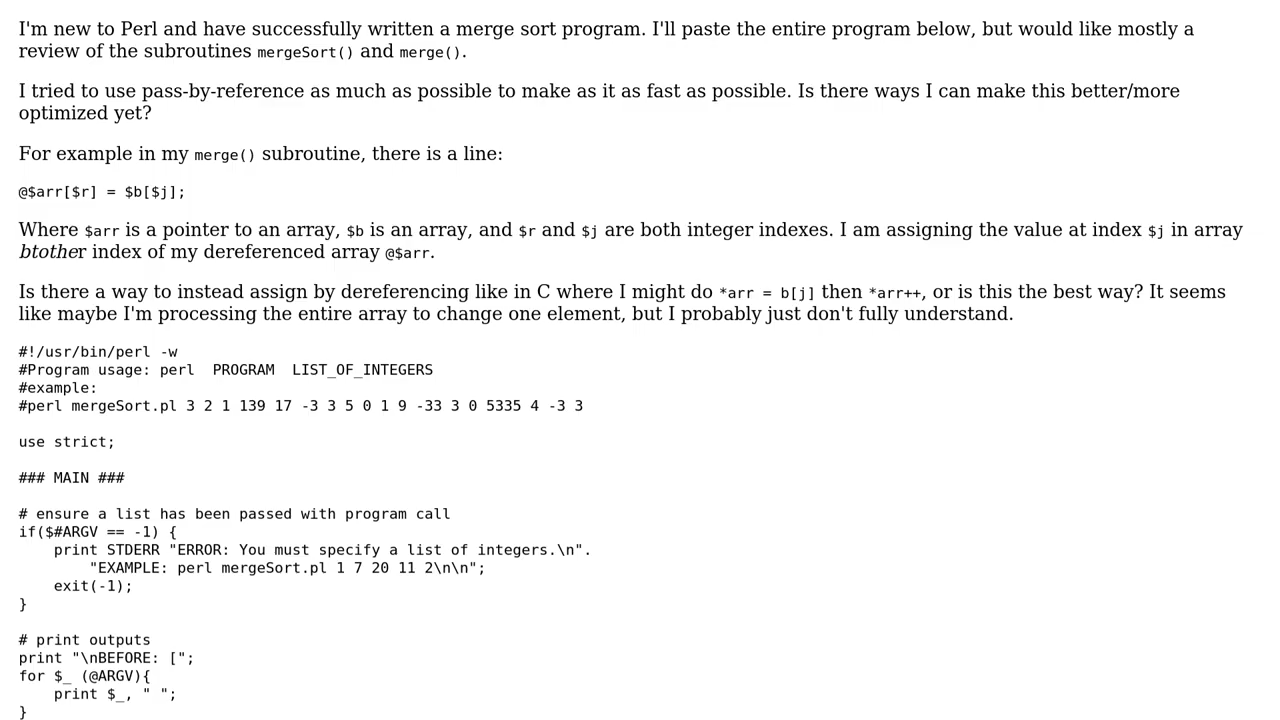 I'm new to Perl and have successfully written a merge sort program. I'll paste the entire program below, but would like mostly a
review of the subroutines mergeSort() and merge().
I tried to use pass-by-reference as much as possible to make as it as fast as possible. Is there ways I can make this better/more
optimized yet?
For example in my merge() subroutine, there is a line:
@$arr[$r] = $b[$j];
Where $arr is a pointer to an array, $b is an array, and $r and $j are both integer indexes. I am assigning the value at index $j in array
btother index of my dereferenced array @$arr.
Is there a way to instead assign by dereferencing like in C where I might do *arr = b[j] then *arr++, or is this the best way? It seems
like maybe I'm processing the entire array to change one element, but I probably just don't fully understand.
#!/usr/bin/perl -w
#Program usage: perl  PROGRAM  LIST_OF_INTEGERS
#example:
#perl mergeSort.pl 3 2 1 139 17 -3 3 5 0 1 9 -33 3 0 5335 4 -3 3
use strict;
### MAIN ###
# ensure a list has been passed with program call
if($#ARGV == -1) {
    print STDERR "ERROR: You must specify a list of integers.\n".
        "EXAMPLE: perl mergeSort.pl 1 7 20 11 2\n\n";
    exit(-1);
}
# print outputs
print "\nBEFORE: [";
for $_ (@ARGV){
    print $_, " ";
}